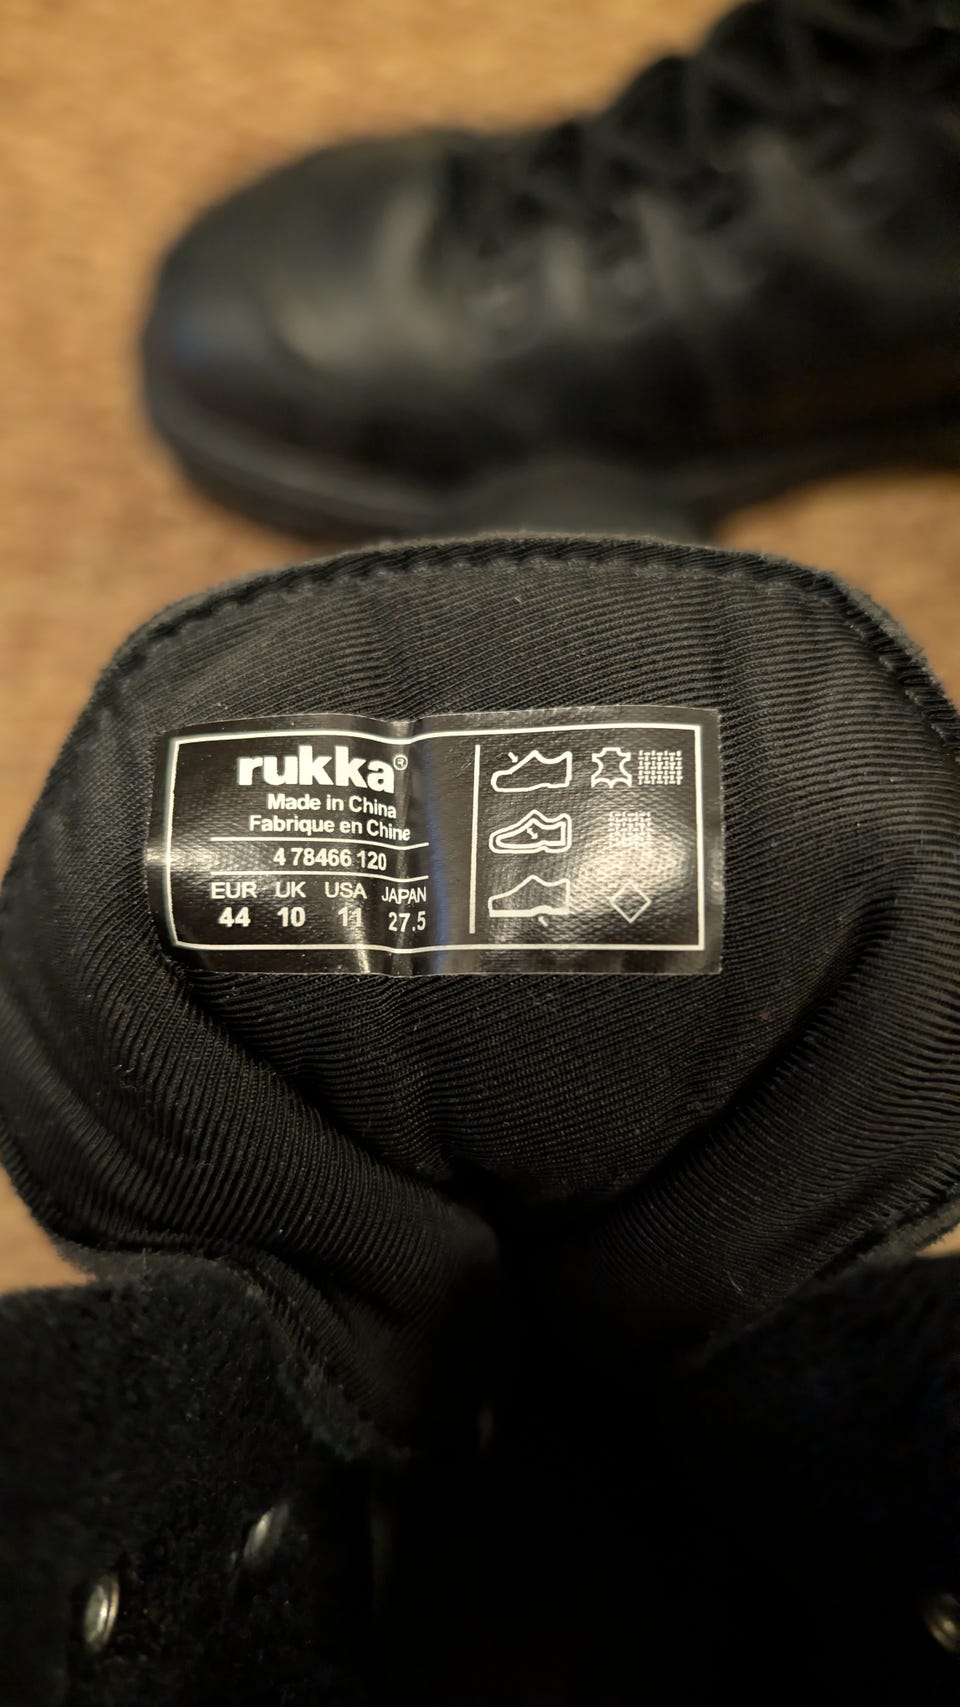 rukka®
Made in China
Fabrique en Chine
4 78466 120
EUR UK USA JAPAN
44 10 11 27.5